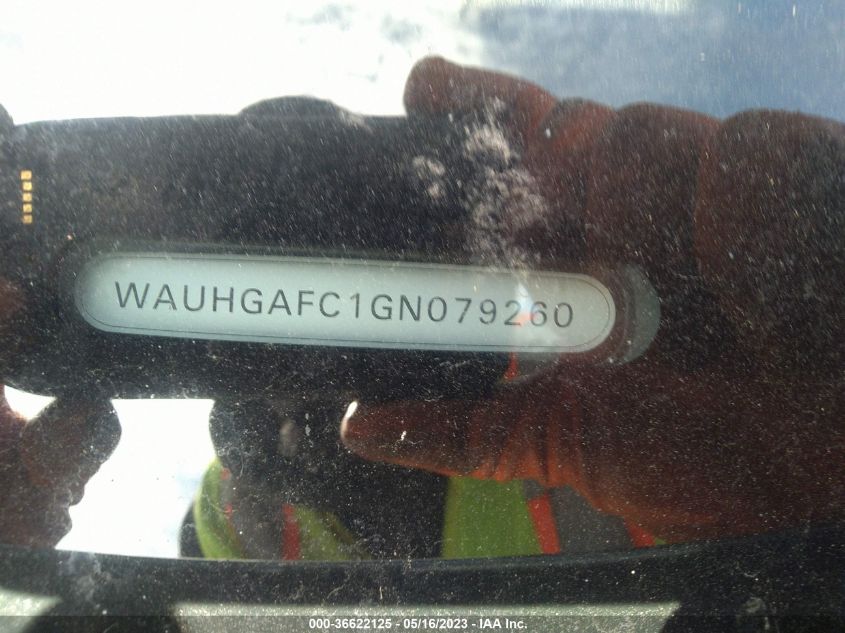 WAUHGAFC1GN079260
000-36622125 - 05/16/2023 - IAA Inc.